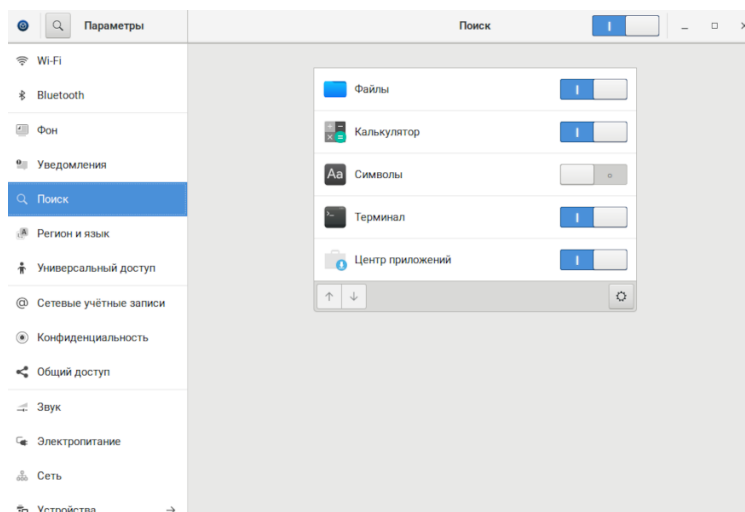 Параметры
Поиск
Wi-Fi
Bluetooth
Фон
Уведомления
Поиск
Регион и язык
Универсальный доступ
Сетевые учётные записи
Конфиденциальность
Общий доступ
Звук
Электропитание
Сеть
Устройства
Файлы
Калькулятор
Aa Символы
Терминал
Центр приложений